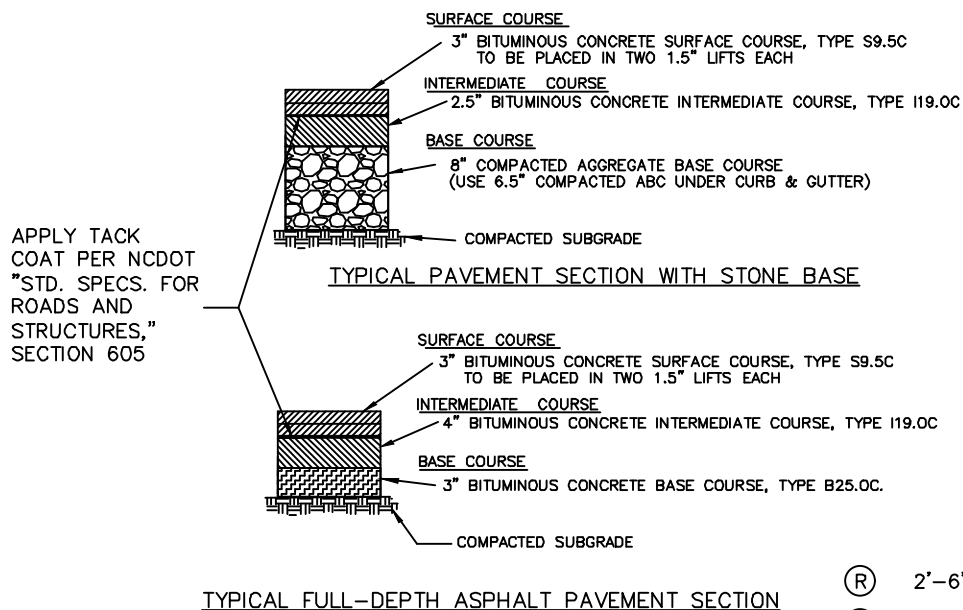 SURFACE COURSE
3" BITUMINOUS CONCRETE SURFACE COURSE, TYPE S9.5C
TO BE PLACED IN TWO 1.5" LIFTS EACH
INTERMEDIATE COURSE
2.5" BITUMINOUS CONCRETE INTERMEDIATE COURSE, TYPE I19.0C
BASE COURSE
8" COMPACTED AGGREGATE BASE COURSE
(USE 6.5" COMPACTED ABC UNDER CURB & GUTTER)
COMPACTED SUBGRADE
TYPICAL PAVEMENT SECTION WITH STONE BASE
APPLY TACK
COAT PER NCDOT
"STD. SPECS. FOR
ROADS AND
STRUCTURES,"
SECTION 605
SURFACE COURSE
3" BITUMINOUS CONCRETE SURFACE COURSE, TYPE S9.5C
TO BE PLACED IN TWO 1.5" LIFTS EACH
INTERMEDIATE COURSE
4" BITUMINOUS CONCRETE INTERMEDIATE COURSE, TYPE I19.0C
BASE COURSE
3" BITUMINOUS CONCRETE BASE COURSE, TYPE B25.0C.
COMPACTED SUBGRADE
TYPICAL FULL-DEPTH ASPHALT PAVEMENT SECTION
R 2'-6"